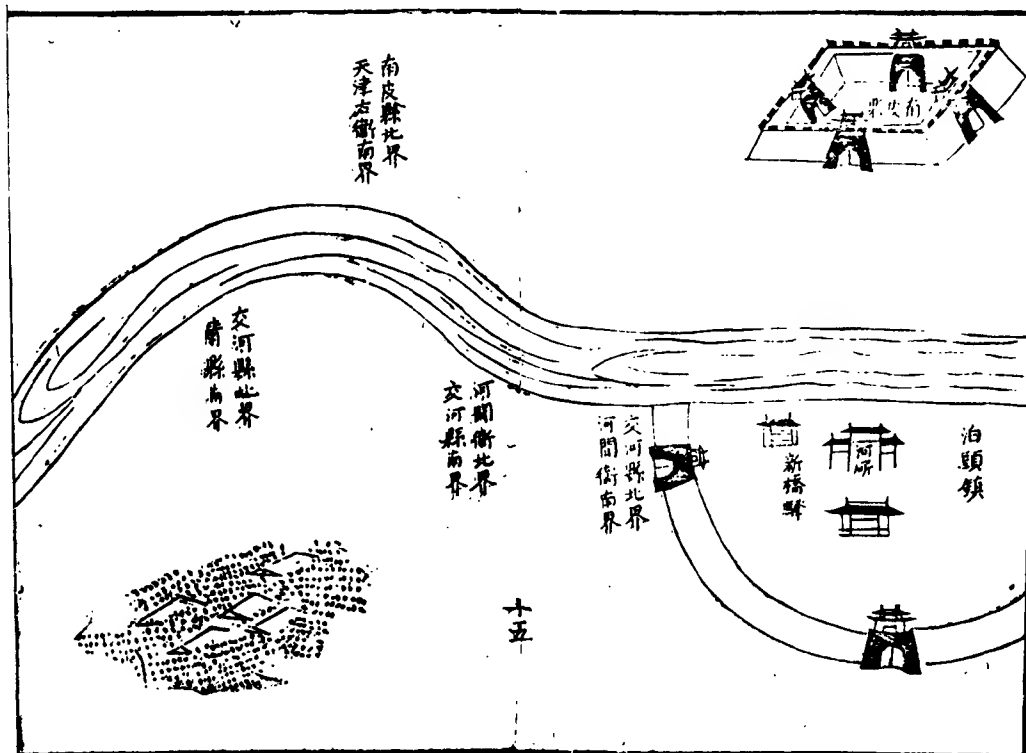 南皮縣
泊頭鎮
河所
新橋驛
交河縣北界
河間衛南界
十五
河間衛北界
交河縣南界
南皮縣北界
天津右衛南界
交河縣北界
青縣南界